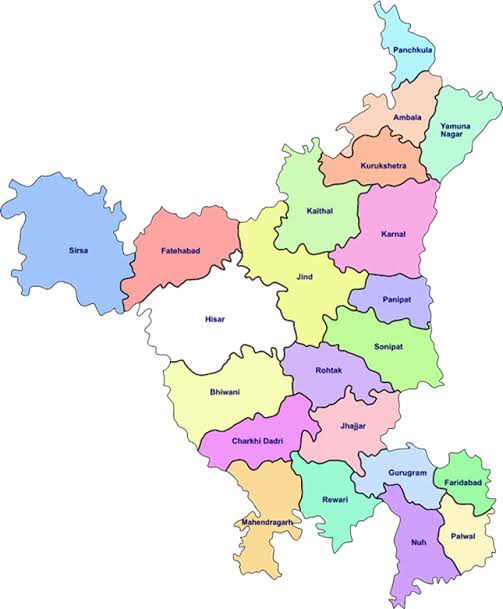 Panchkula
Ambala
Yamuna
Nagar
Kurukshetra
Kaithal
Karnal
Sirsa
Fatehabad
Jind
Panipat
Hisar
Sonipat
Rohtak
Bhiwani
Jhajjar
Charkhi Dadri
Gurugram
Faridabad
Rewari
Mahendragarh
Palwal
Nuh